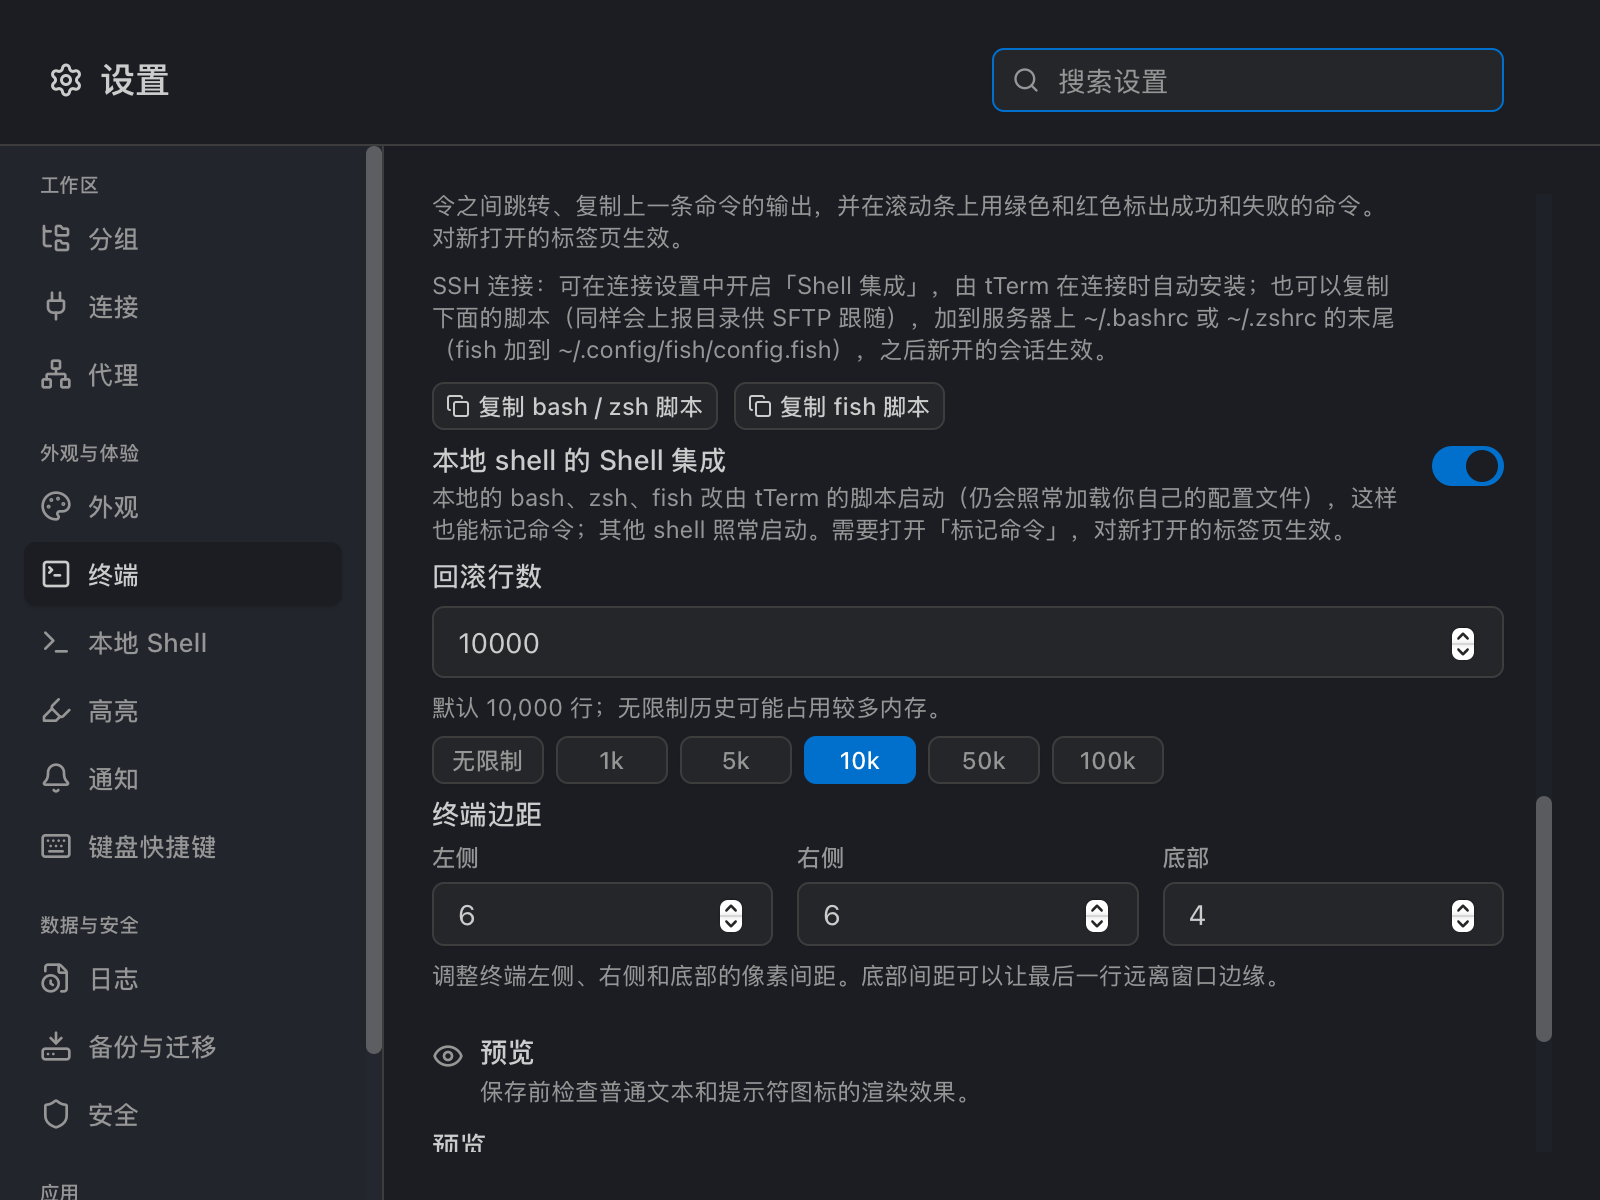 设置
搜索设置
工作区
分组
连接
代理
外观与体验
外观
终端
本地 Shell
高亮
通知
键盘快捷键
数据与安全
日志
备份与迁移
安全
应用
令之间跳转、复制上一条命令的输出，并在滚动条上用绿色和红色标出成功和失败的命令。
对新打开的标签页生效。
SSH 连接：可在连接设置中开启「Shell 集成」，由 tTerm 在连接时自动安装；也可以复制
下面的脚本（同样会上报目录供 SFTP 跟随），加到服务器上 ~/.bashrc 或 ~/.zshrc 的末尾
（fish 加到 ~/.config/fish/config.fish），之后新开的会话生效。
复制 bash / zsh 脚本
复制 fish 脚本
本地 shell 的 Shell 集成
本地的 bash、zsh、fish 改由 tTerm 的脚本启动（仍会照常加载你自己的配置文件），这样
也能标记命令；其他 shell 照常启动。需要打开「标记命令」，对新打开的标签页生效。
回滚行数
10000
默认 10,000 行；无限制历史可能占用较多内存。
无限制 1k 5k 10k 50k 100k
终端边距
左侧 右侧 底部
6 6 4
调整终端左侧、右侧和底部的像素间距。底部间距可以让最后一行远离窗口边缘。
预览
保存前检查普通文本和提示符图标的渲染效果。
预览